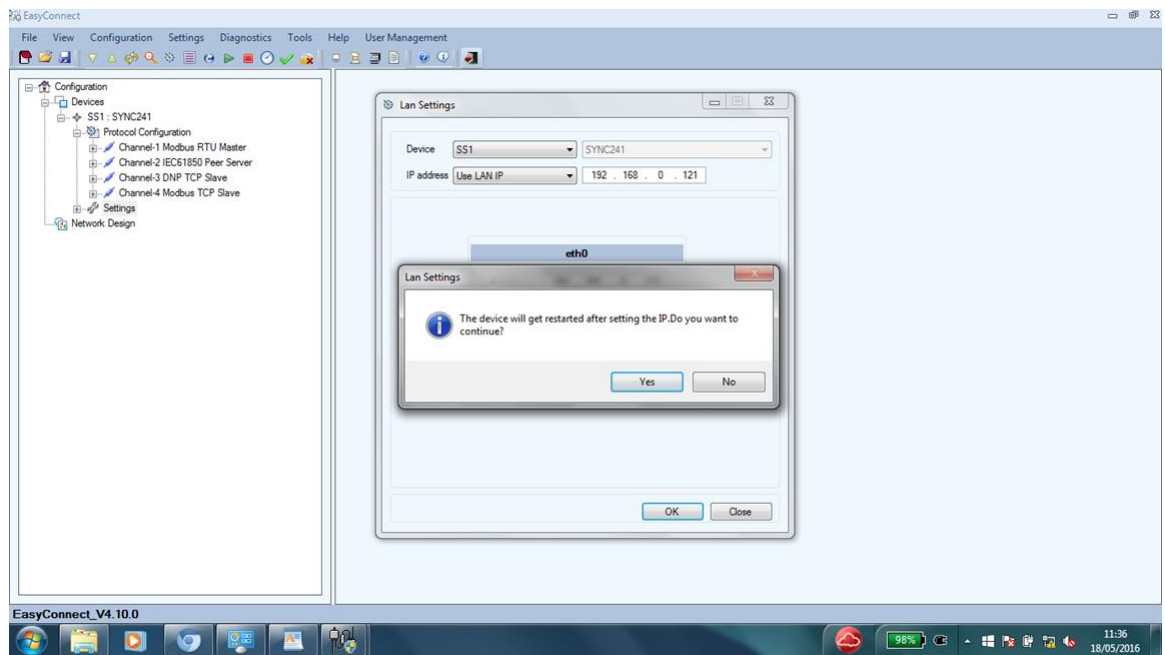 EasyConnect
File View Configuration Settings Diagnostics Tools Help User Management
Configuration
Devices
SS1 : SYNC241
Protocol Configuration
Channel-1 Modbus RTU Master
Channel-2 IEC61850 Peer Server
Channel-3 DNP TCP Slave
Channel-4 Modbus TCP Slave
Settings
Network Design
Lan Settings
Device SS1 SYNC241
IP address Use LAN IP 192 . 168 . 0 . 121
eth0
Lan Settings
The device will get restarted after setting the IP.Do you want to
continue?
Yes No
OK Close
EasyConnect_V4.10.0
98%
11:36
18/05/2016